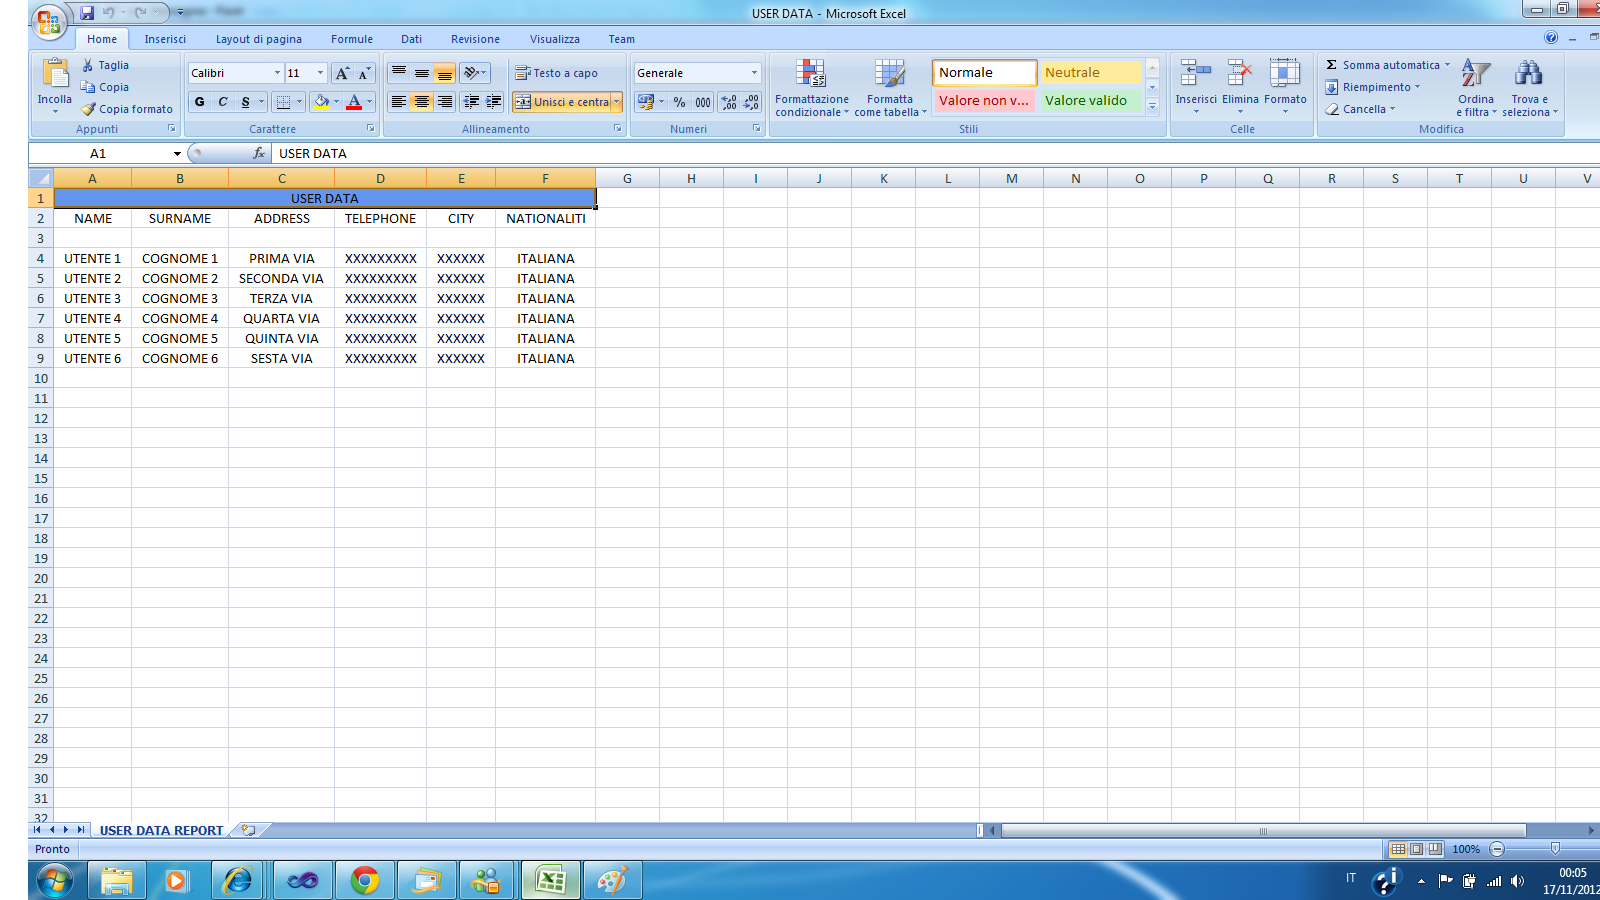 USER DATA - Microsoft Excel
Home Inserisci Layout di pagina Formule Dati Revisione Visualizza Team
Incolla Taglia Copia Copia formato Appunti
Calibri 11 G C S Carattere
Testo a capo Unisci e centra Allineamento
Generale % 000 Numeri
Formattazione condizionale Formatta come tabella Normale Neutrale Valore non v... Valore valido Stili
Inserisci Elimina Formato Celle
Σ Somma automatica Riempimento Cancella Ordina e filtra Trova e seleziona Modifica
A1 fx USER DATA
A B C D E F G H I J K L M N O P Q R S T U V
1 USER DATA
2 NAME SURNAME ADDRESS TELEPHONE CITY NATIONALITI
3
4 UTENTE 1 COGNOME 1 PRIMA VIA XXXXXXXXX XXXXXX ITALIANA
5 UTENTE 2 COGNOME 2 SECONDA VIA XXXXXXXXX XXXXXX ITALIANA
6 UTENTE 3 COGNOME 3 TERZA VIA XXXXXXXXX XXXXXX ITALIANA
7 UTENTE 4 COGNOME 4 QUARTA VIA XXXXXXXXX XXXXXX ITALIANA
8 UTENTE 5 COGNOME 5 QUINTA VIA XXXXXXXXX XXXXXX ITALIANA
9 UTENTE 6 COGNOME 6 SESTA VIA XXXXXXXXX XXXXXX ITALIANA
10
11
12
13
14
15
16
17
18
19
20
21
22
23
24
25
26
27
28
29
30
31
32
USER DATA REPORT
Pronto 100%
IT 00:05
17/11/2012